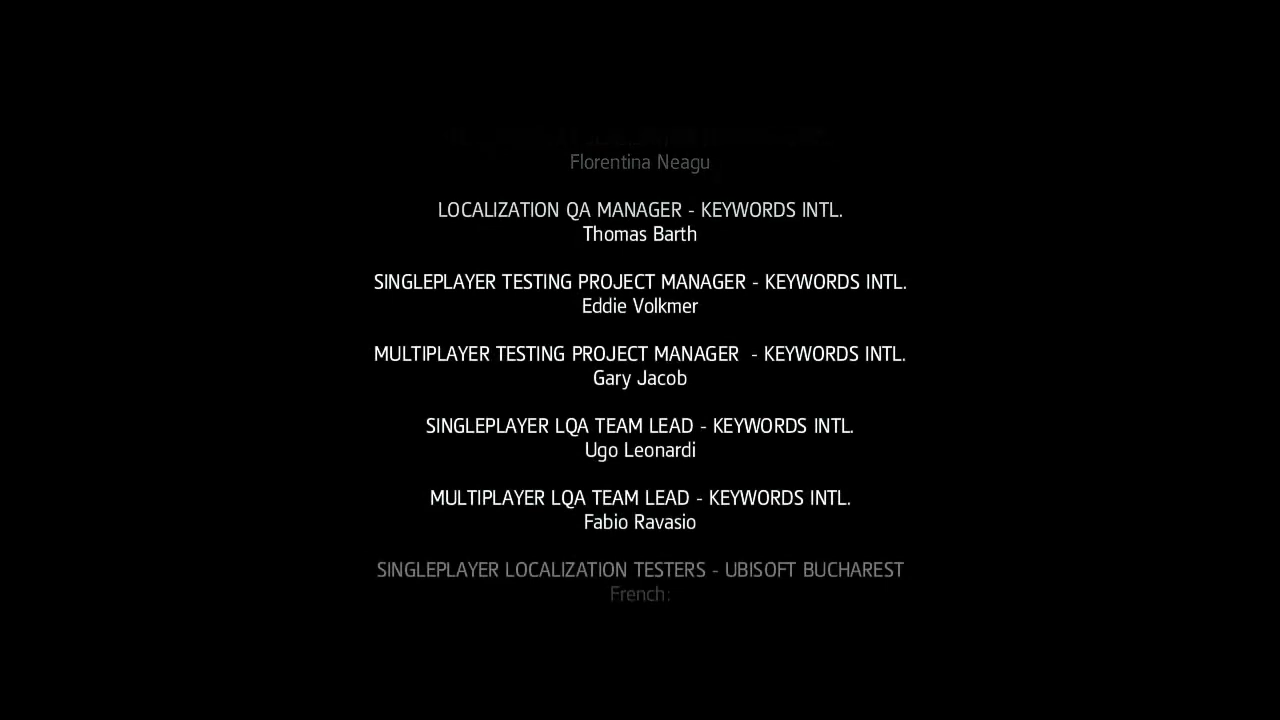 Florentina Neagu
LOCALIZATION QA MANAGER - KEYWORDS INTL.
Thomas Barth
SINGLEPLAYER TESTING PROJECT MANAGER - KEYWORDS INTL.
Eddie Volkmer
MULTIPLAYER TESTING PROJECT MANAGER  - KEYWORDS INTL.
Gary Jacob
SINGLEPLAYER LQA TEAM LEAD - KEYWORDS INTL.
Ugo Leonardi
MULTIPLAYER LQA TEAM LEAD - KEYWORDS INTL.
Fabio Ravasio
SINGLEPLAYER LOCALIZATION TESTERS - UBISOFT BUCHAREST
French: